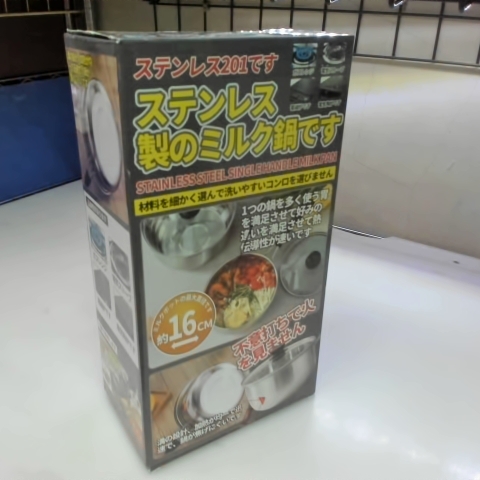 ステンレス201です
ステンレス
製のミルク鍋です
STAINLESS STEEL SINGLE HANDLE MILK PAN
材料を細かく選んで洗いやすいコンロを選びません
1つの鍋を多く使う胃
を満足させて好みの
違いを満足させて熱
伝導性が速いです
約16CM
不意打ちで火
を見ません